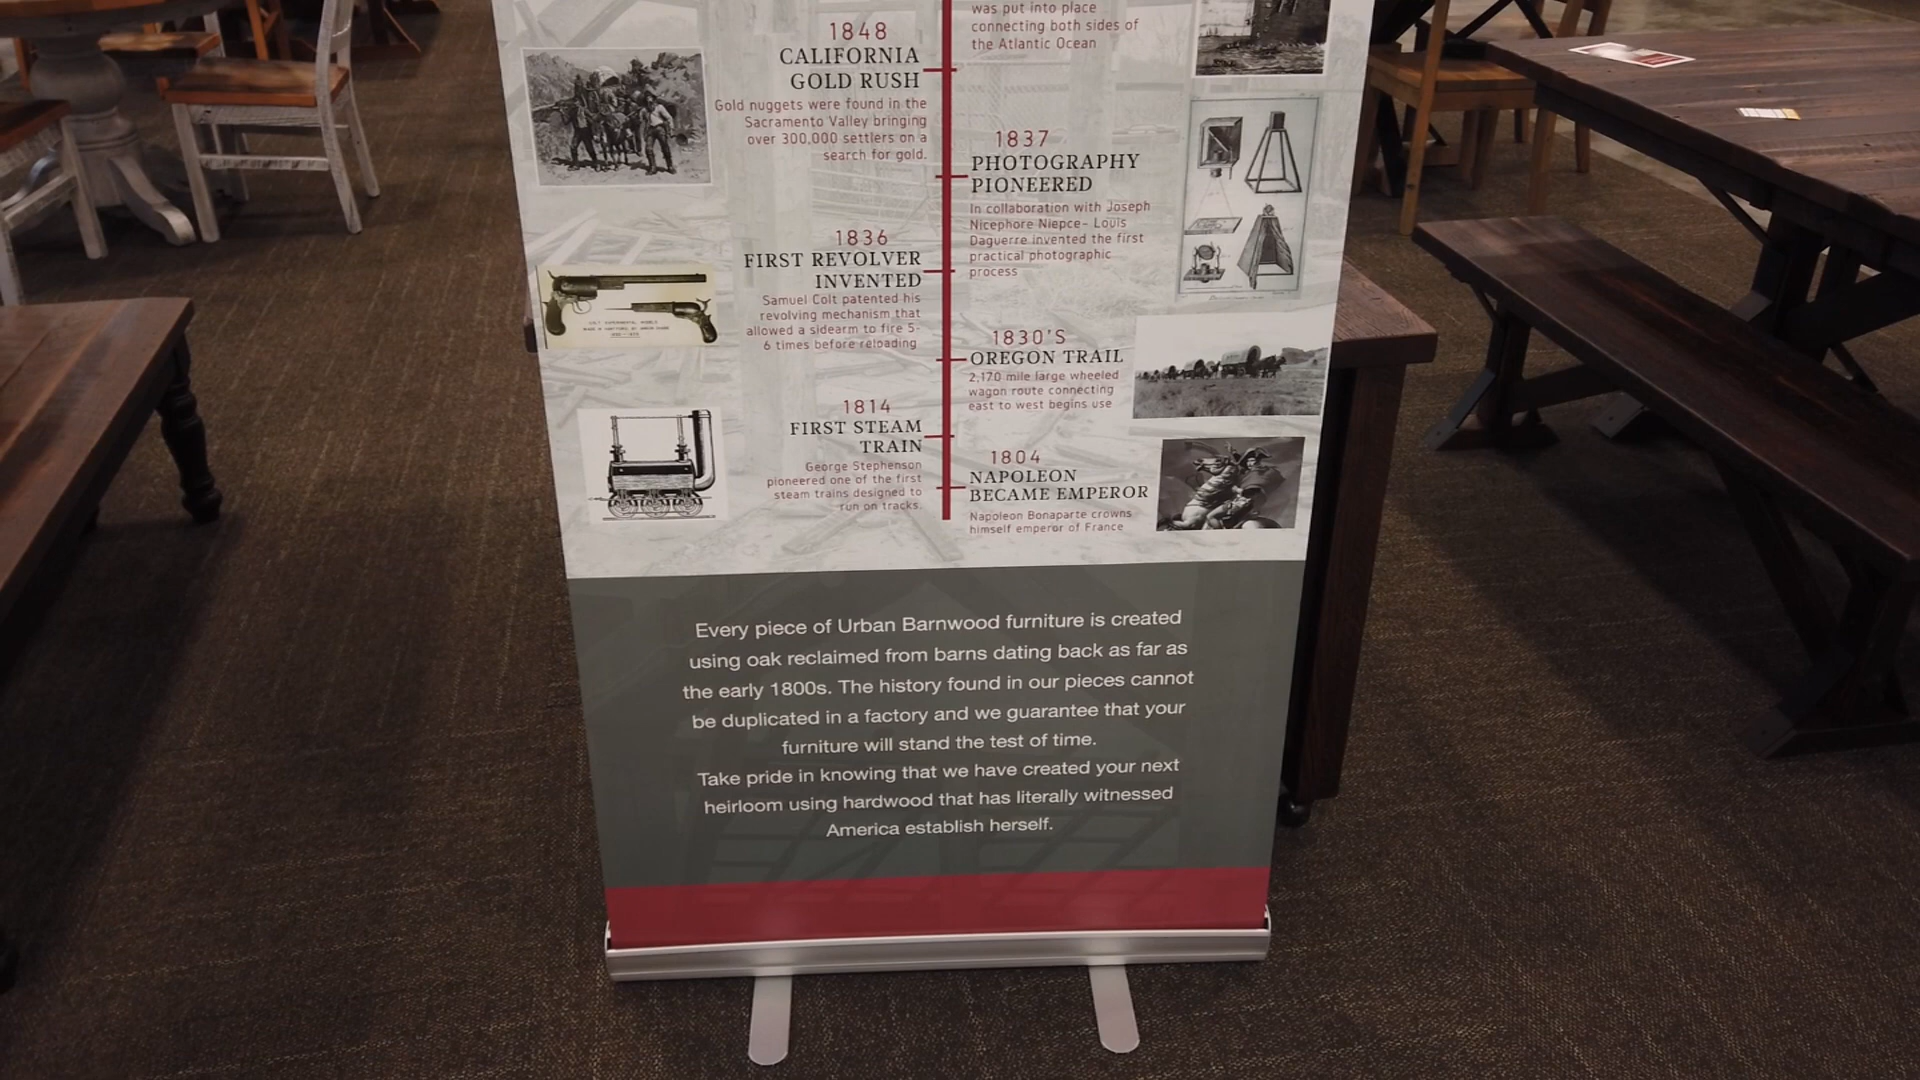 was put into place
connecting both sides of
the Atlantic Ocean
1848
CALIFORNIA
GOLD RUSH
Gold nuggets were found in the
Sacramento Valley bringing
over 300,000 settlers on a
search for gold.
1837
PHOTOGRAPHY
PIONEERED
In collaboration with Joseph
Nicephore Niepce- Louis
Daguerre invented the first
practical photographic
process
1836
FIRST REVOLVER
INVENTED
Samuel Colt patented his
revolving mechanism that
allowed a sidearm to fire 5-
6 times before reloading
1830'S
OREGON TRAIL
2,170 mile large wheeled
wagon route connecting
east to west begins use
1814
FIRST STEAM
TRAIN
George Stephenson
pioneered one of the first
steam trains designed to
run on tracks.
1804
NAPOLEON
BECAME EMPEROR
Napoleon Bonaparte crowns
himself emperor of France
Every piece of Urban Barnwood furniture is created
using oak reclaimed from barns dating back as far as
the early 1800s. The history found in our pieces cannot
be duplicated in a factory and we guarantee that your
furniture will stand the test of time.
Take pride in knowing that we have created your next
heirloom using hardwood that has literally witnessed
America establish herself.